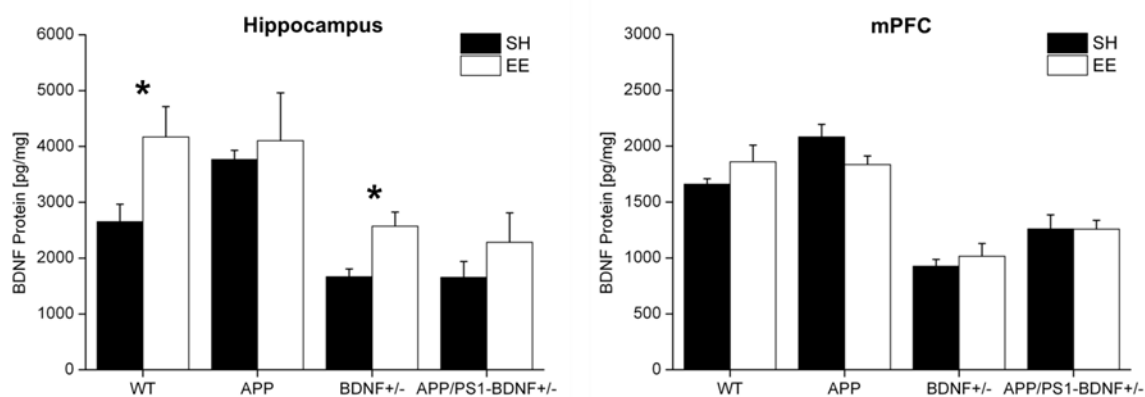 Hippocampus
SH
EE
6000
5000
4000
3000
2000
1000
0
BDNF Protein [pg/mg]
*
*
WT
APP
BDNF+/-
APP/PS1-BDNF+/-
mPFC
SH
EE
3000
2500
2000
1500
1000
500
0
BDNF Protein [pg/mg]
WT
APP
BDNF+/-
APP/PS1-BDNF+/-